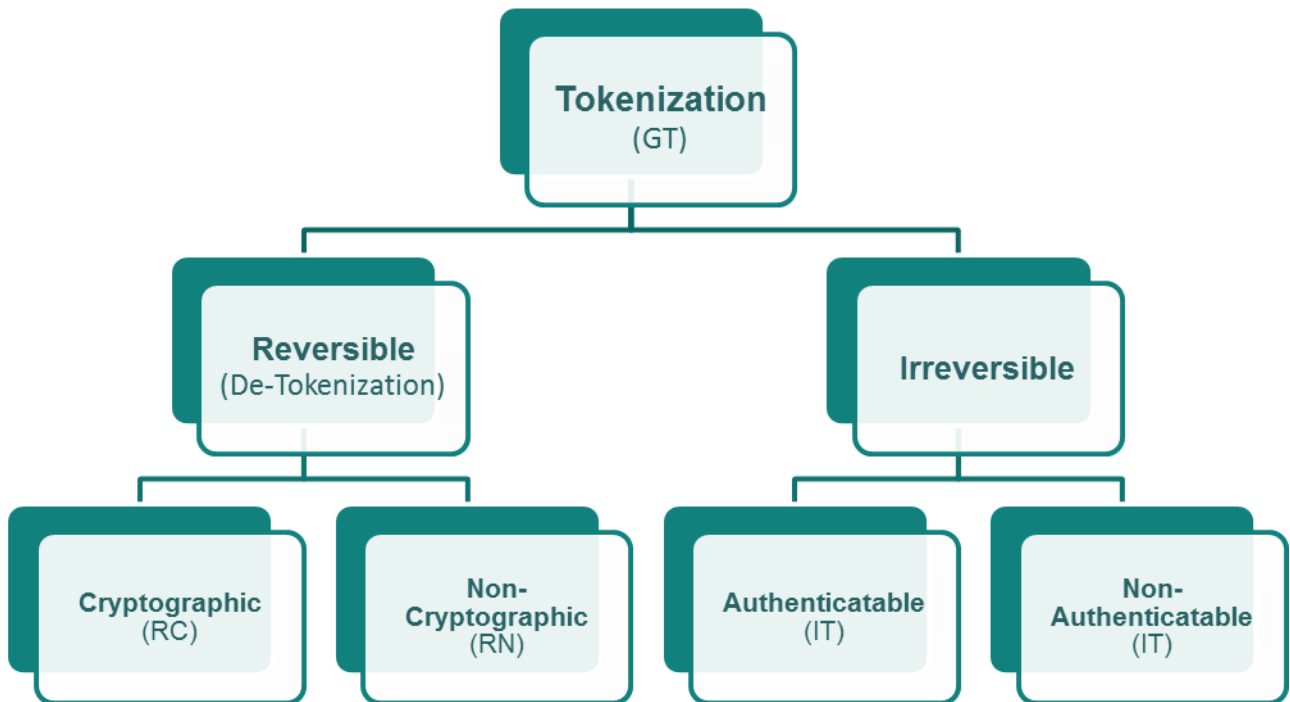 Tokenization
(GT)
Reversible
(De-Tokenization)
Irreversible
Cryptographic
(RC)
Non-
Cryptographic
(RN)
Authenticatable
(IT)
Non-
Authenticatable
(IT)